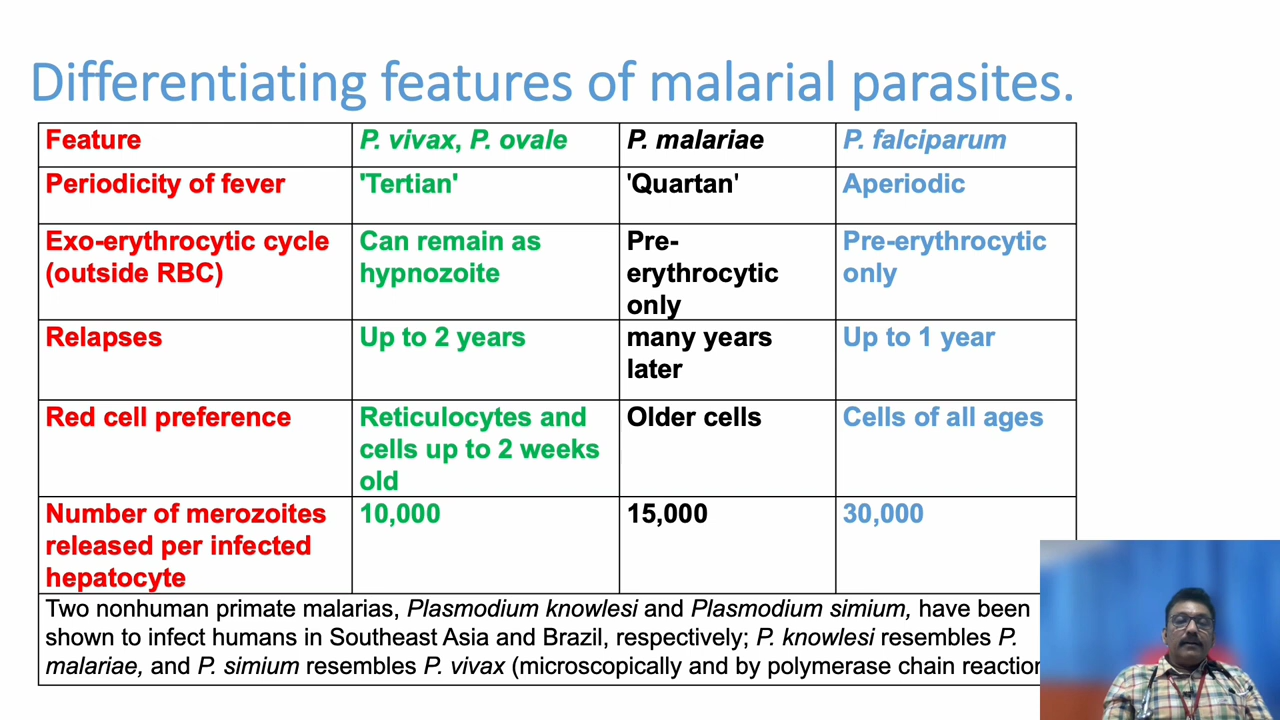 Differentiating features of malarial parasites.
Feature P. vivax, P. ovale P. malariae P. falciparum
Periodicity of fever 'Tertian' 'Quartan' Aperiodic
Exo-erythrocytic cycle (outside RBC) Can remain as hypnozoite Pre-erythrocytic only Pre-erythrocytic only
Relapses Up to 2 years many years later Up to 1 year
Red cell preference Reticulocytes and cells up to 2 weeks old Older cells Cells of all ages
Number of merozoites released per infected hepatocyte 10,000 15,000 30,000
Two nonhuman primate malarias, Plasmodium knowlesi and Plasmodium simium, have been
shown to infect humans in Southeast Asia and Brazil, respectively; P. knowlesi resembles P.
malariae, and P. simium resembles P. vivax (microscopically and by polymerase chain reaction